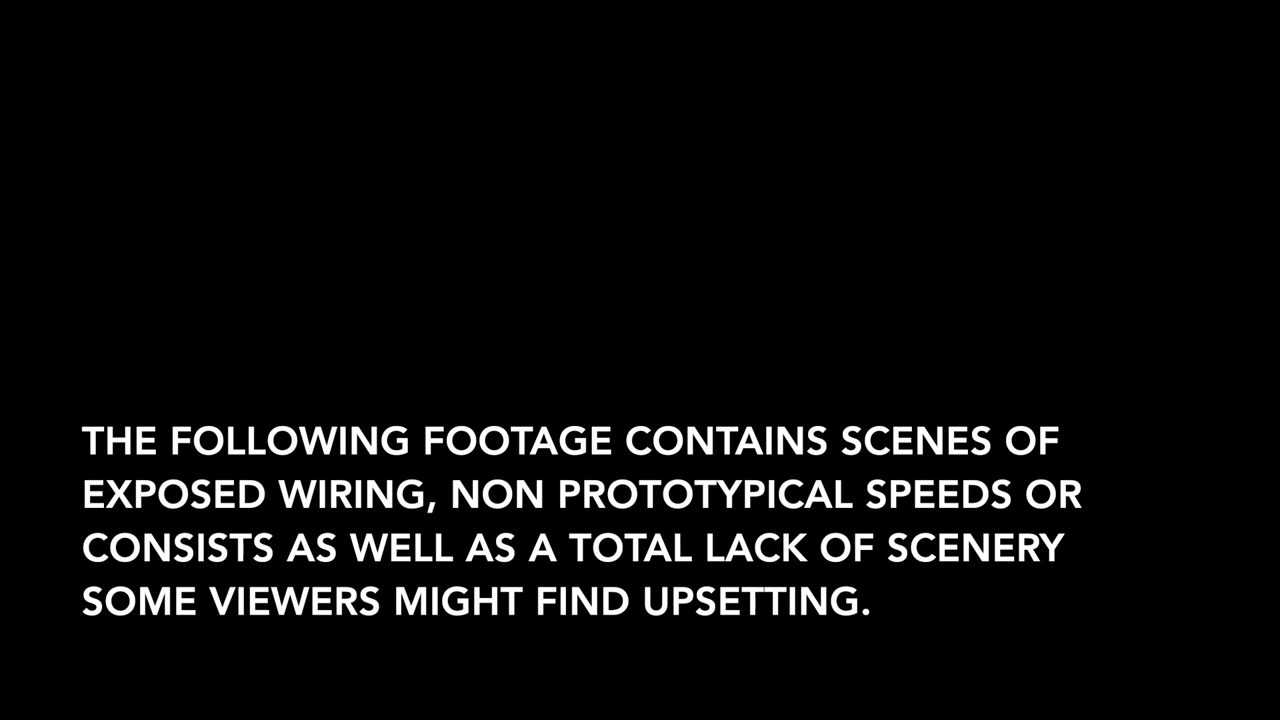 THE FOLLOWING FOOTAGE CONTAINS SCENES OF
EXPOSED WIRING, NON PROTOTYPICAL SPEEDS OR
CONSISTS AS WELL AS A TOTAL LACK OF SCENERY
SOME VIEWERS MIGHT FIND UPSETTING.